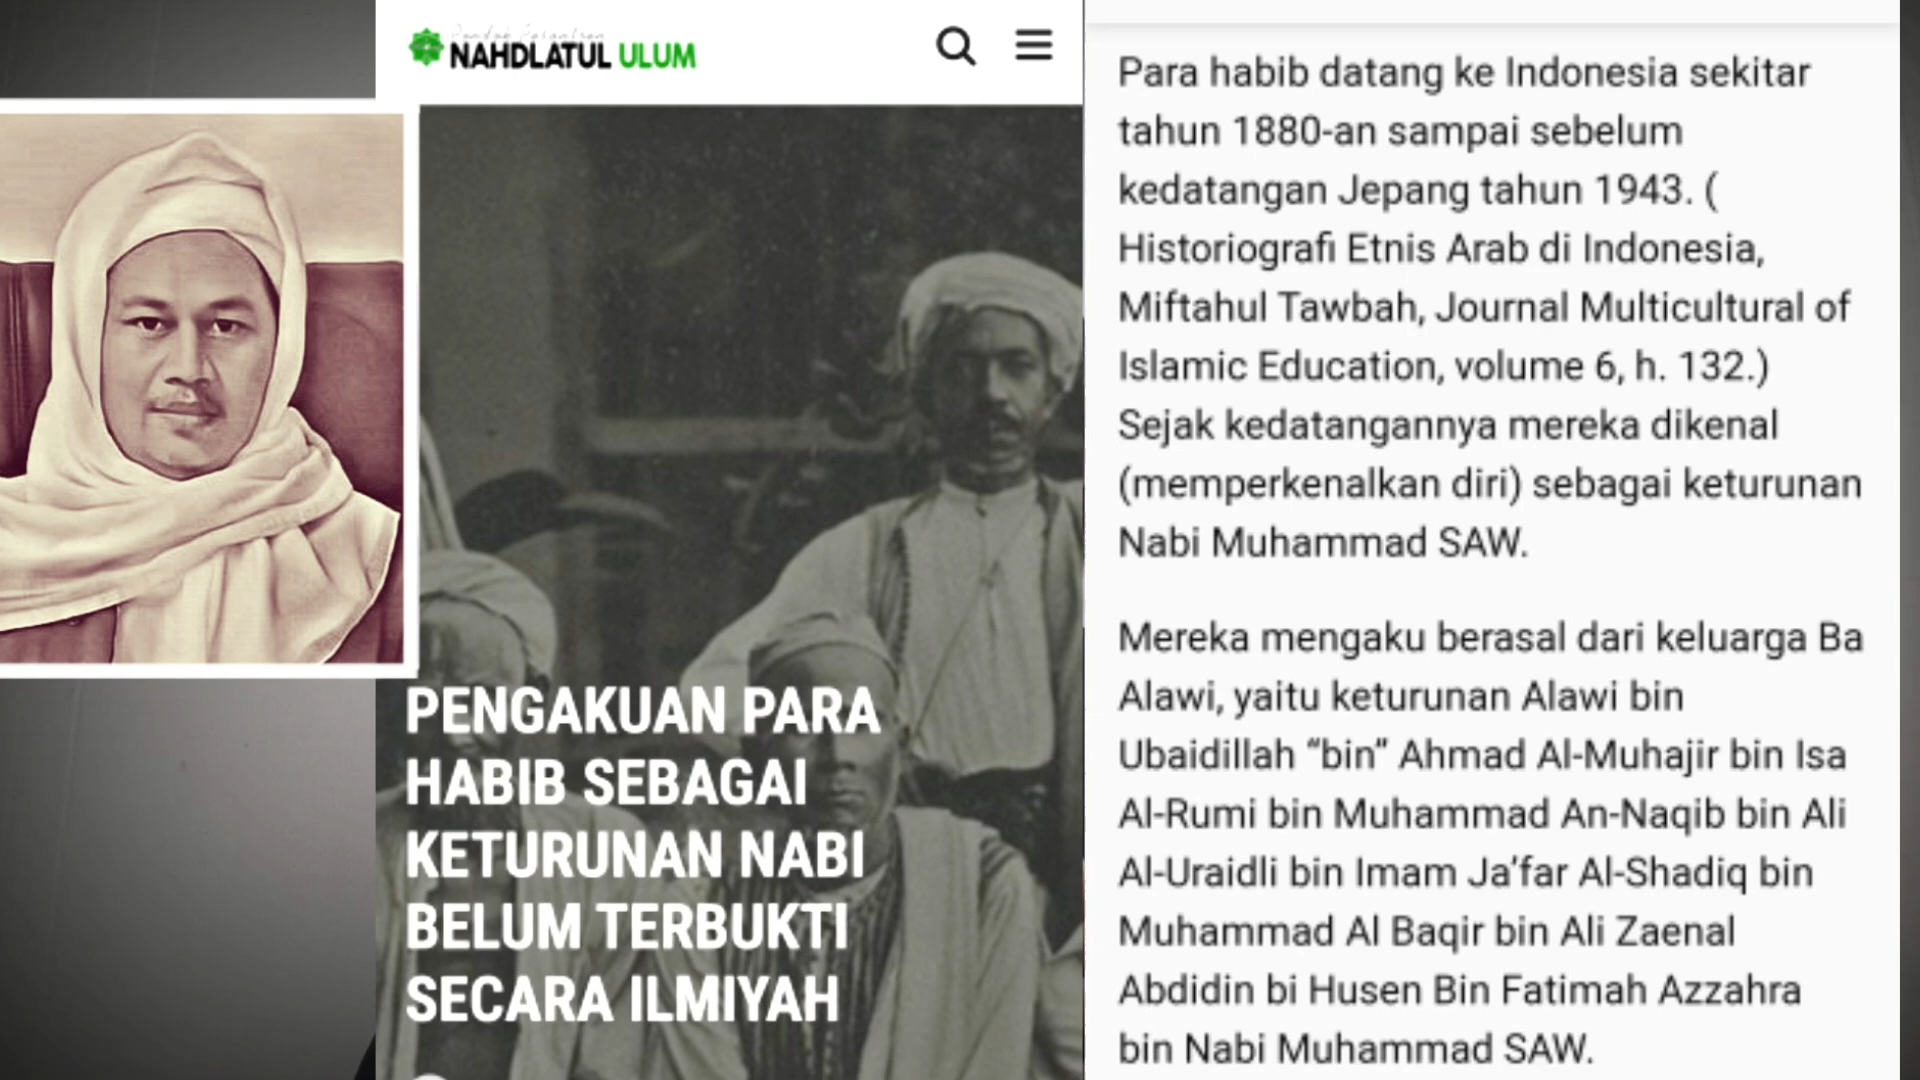 Pondok Pesantren
NAHDLATUL ULUM
PENGAKUAN PARA
HABIB SEBAGAI
KETURUNAN NABI
BELUM TERBUKTI
SECARA ILMIYAH
Para habib datang ke Indonesia sekitar
tahun 1880-an sampai sebelum
kedatangan Jepang tahun 1943. (
Historiografi Etnis Arab di Indonesia,
Miftahul Tawbah, Journal Multicultural of
Islamic Education, volume 6, h. 132.)
Sejak kedatangannya mereka dikenal
(memperkenalkan diri) sebagai keturunan
Nabi Muhammad SAW.
Mereka mengaku berasal dari keluarga Ba
Alawi, yaitu keturunan Alawi bin
Ubaidillah “bin” Ahmad Al-Muhajir bin Isa
Al-Rumi bin Muhammad An-Naqib bin Ali
Al-Uraidli bin Imam Ja’far Al-Shadiq bin
Muhammad Al Baqir bin Ali Zaenal
Abdidin bi Husen Bin Fatimah Azzahra
bin Nabi Muhammad SAW.